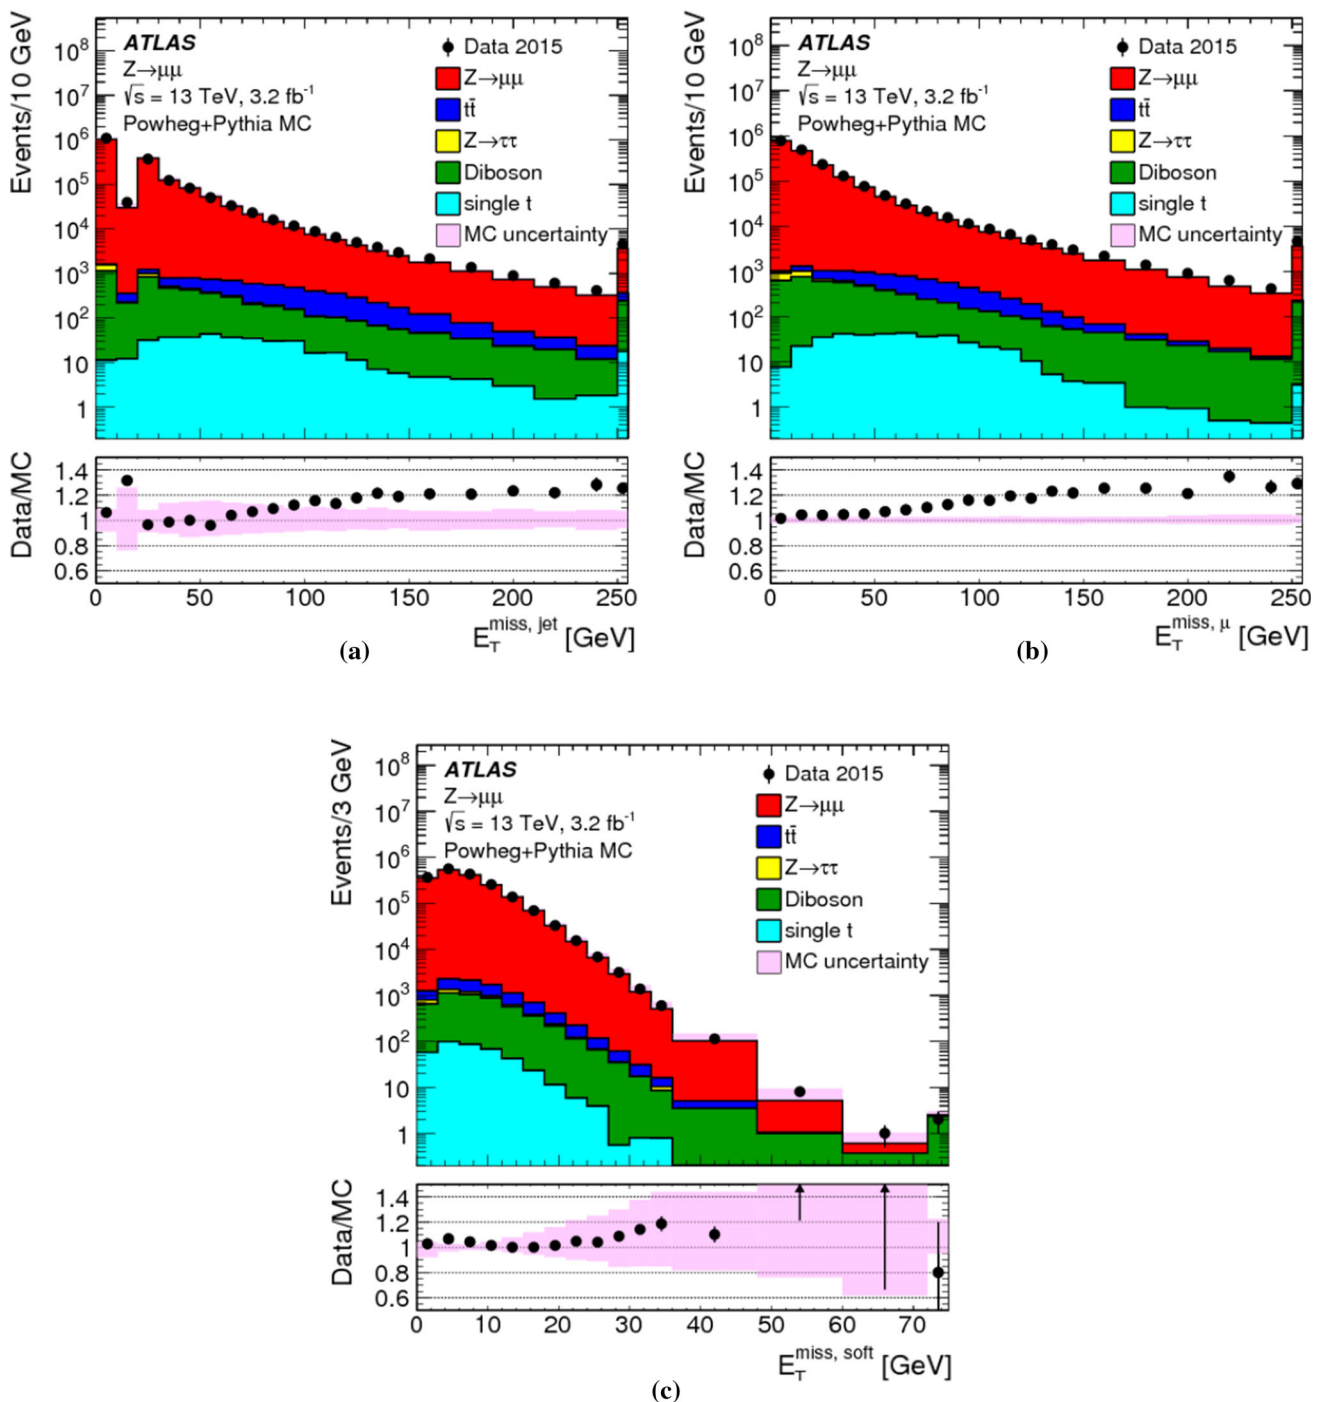 Events/10 GeV
10⁸
10⁷
10⁶
10⁵
10⁴
10³
10²
10
1
ATLAS
Z→μμ
√s = 13 TeV, 3.2 fb⁻¹
Powheg+Pythia MC
Data 2015
Z→μμ
tt̄
Z→ττ
Diboson
single t
MC uncertainty
Data/MC
1.4
1.2
1
0.8
0.6
0 50 100 150 200 250
E_T^miss, jet [GeV]
(a)
Events/10 GeV
10⁸
10⁷
10⁶
10⁵
10⁴
10³
10²
10
1
ATLAS
Z→μμ
√s = 13 TeV, 3.2 fb⁻¹
Powheg+Pythia MC
Data 2015
Z→μμ
tt̄
Z→ττ
Diboson
single t
MC uncertainty
Data/MC
1.4
1.2
1
0.8
0.6
0 50 100 150 200 250
E_T^miss, μ [GeV]
(b)
Events/3 GeV
10⁸
10⁷
10⁶
10⁵
10⁴
10³
10²
10
1
ATLAS
Z→μμ
√s = 13 TeV, 3.2 fb⁻¹
Powheg+Pythia MC
Data 2015
Z→μμ
tt̄
Z→ττ
Diboson
single t
MC uncertainty
Data/MC
1.4
1.2
1
0.8
0.6
0 10 20 30 40 50 60 70
E_T^miss, soft [GeV]
(c)